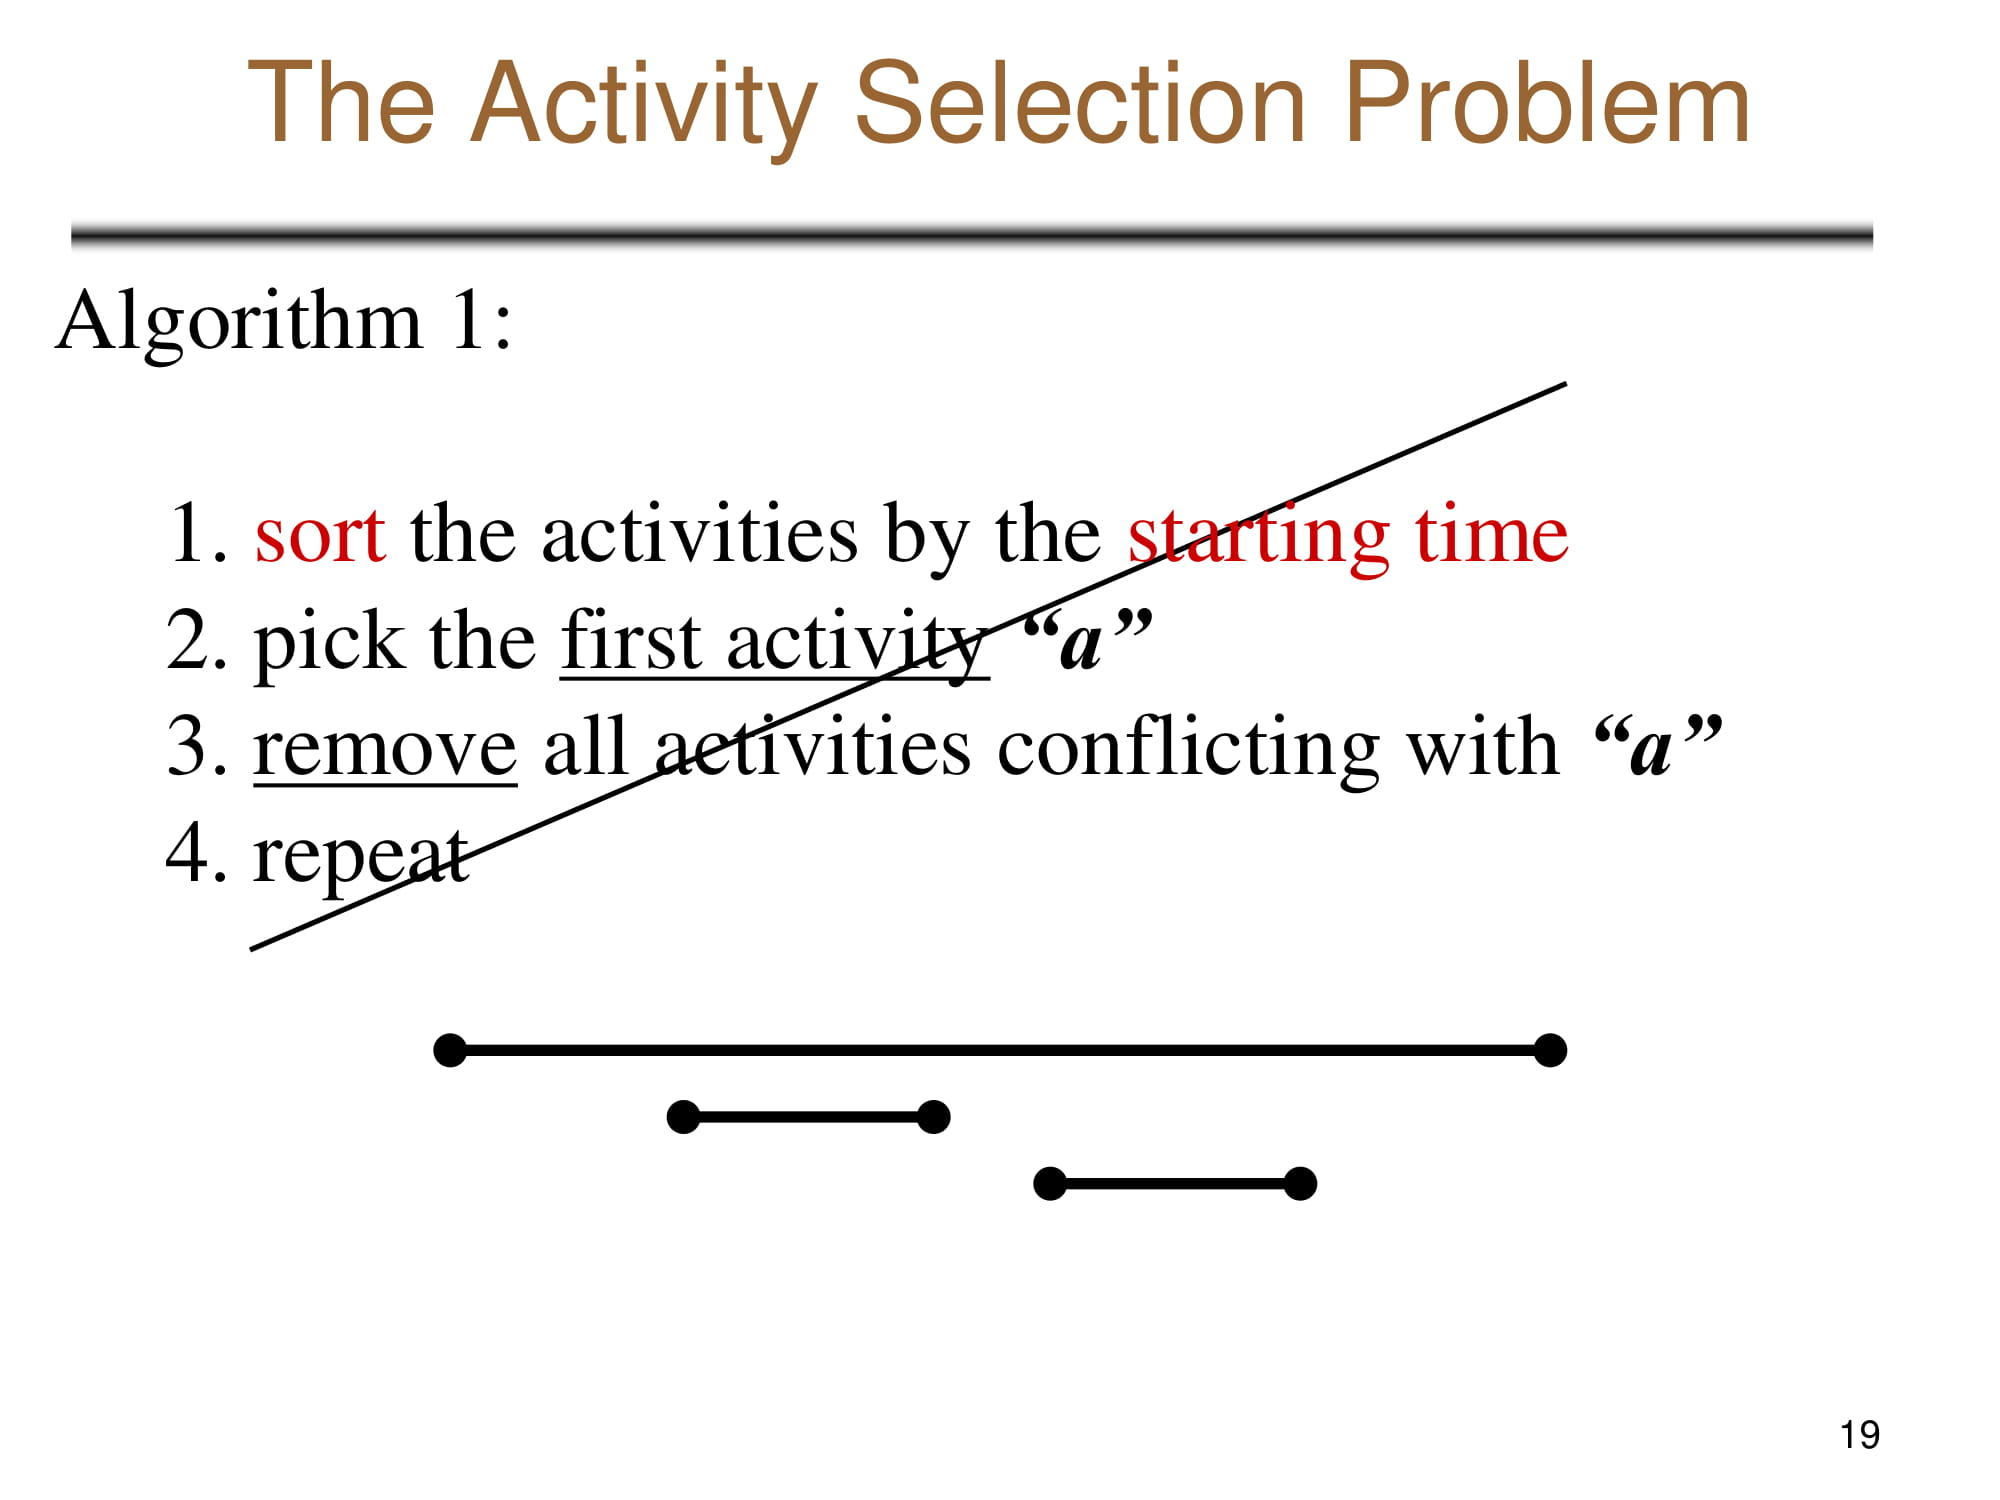 The Activity Selection Problem
Algorithm 1:
1. sort the activities by the starting time
2. pick the first activity “a”
3. remove all activities conflicting with “a”
4. repeat
19